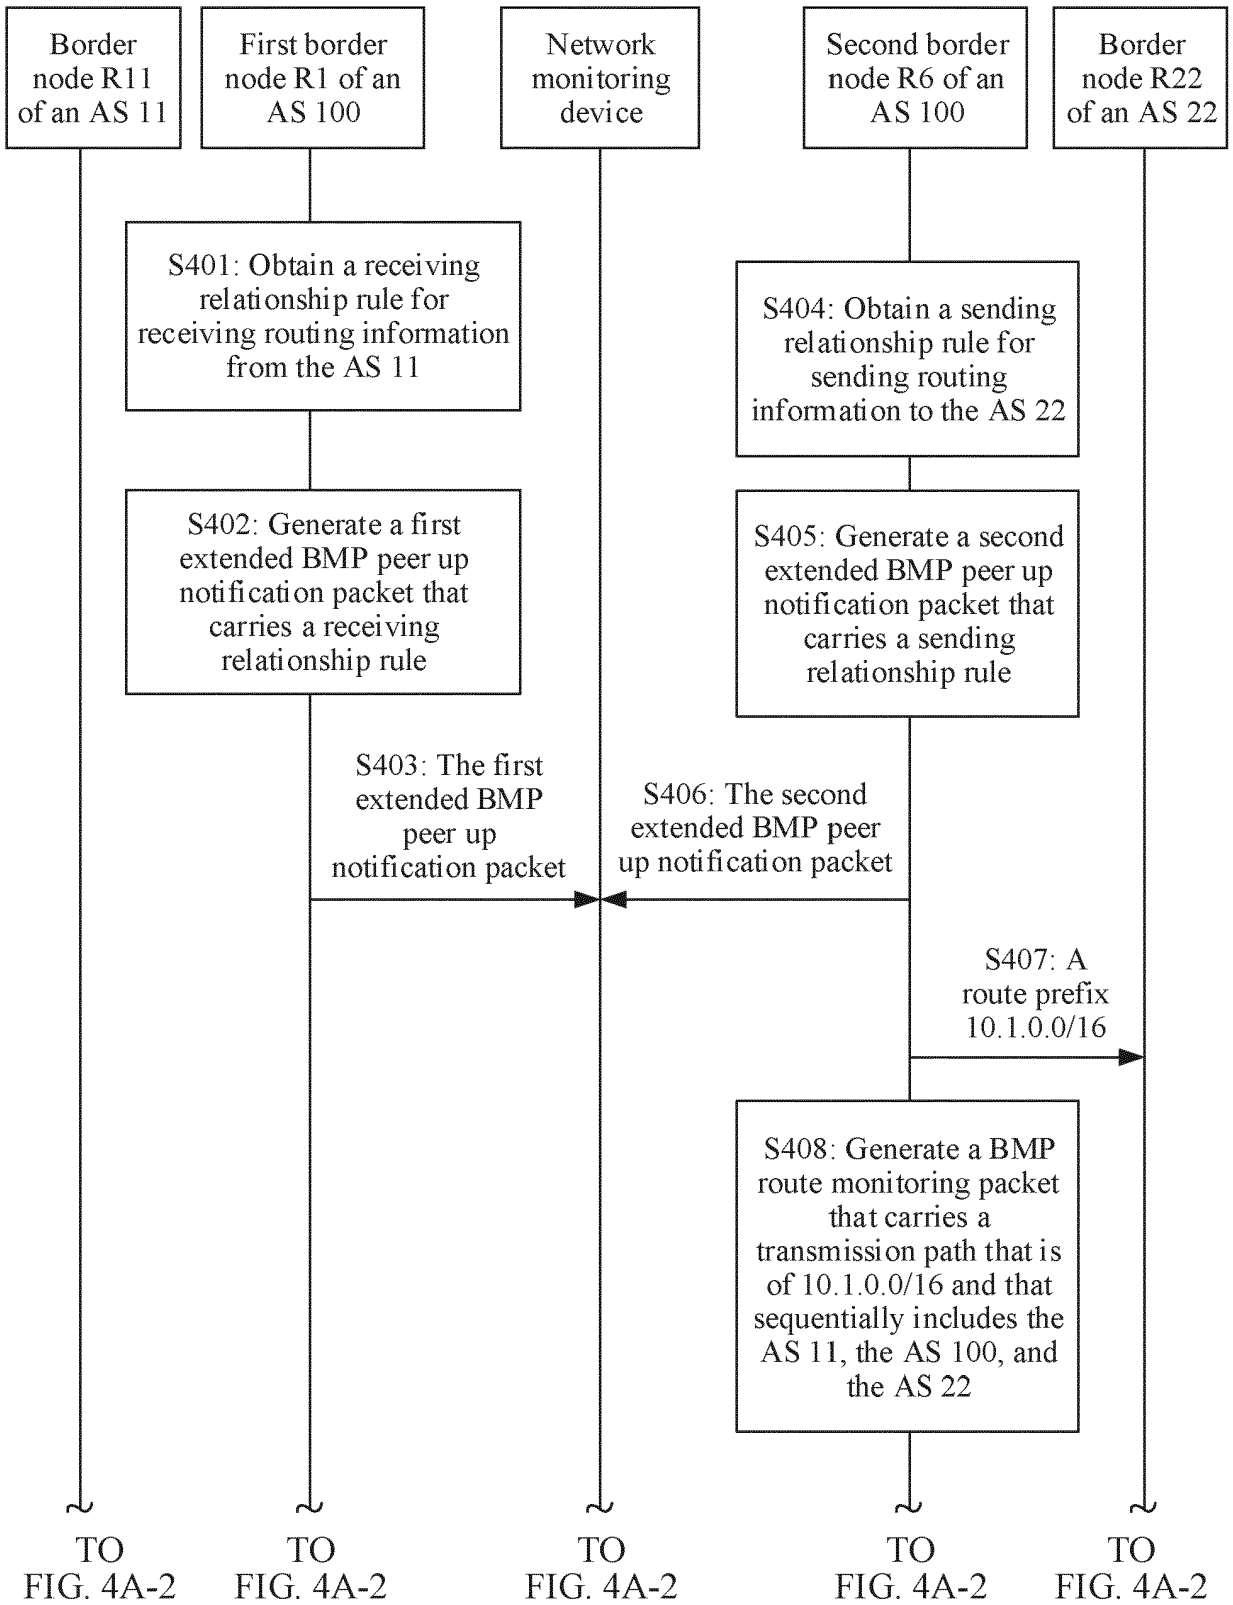 Border
node R11
of an AS 11
First border
node R1 of an
AS 100
Network
monitoring
device
Second border
node R6 of an
AS 100
Border
node R22
of an AS 22
S401: Obtain a receiving
relationship rule for
receiving routing information
from the AS 11
S404: Obtain a sending
relationship rule for
sending routing
information to the AS 22
S402: Generate a first
extended BMP peer up
notification packet that
carries a receiving
relationship rule
S405: Generate a second
extended BMP peer up
notification packet that
carries a sending
relationship rule
S403: The first
extended BMP
peer up
notification packet
S406: The second
extended BMP peer
up notification packet
S407: A
route prefix
10.1.0.0/16
S408: Generate a BMP
route monitoring packet
that carries a
transmission path that is
of 10.1.0.0/16 and that
sequentially includes the
AS 11, the AS 100, and
the AS 22
TO
FIG. 4A-2
TO
FIG. 4A-2
TO
FIG. 4A-2
TO
FIG. 4A-2
TO
FIG. 4A-2